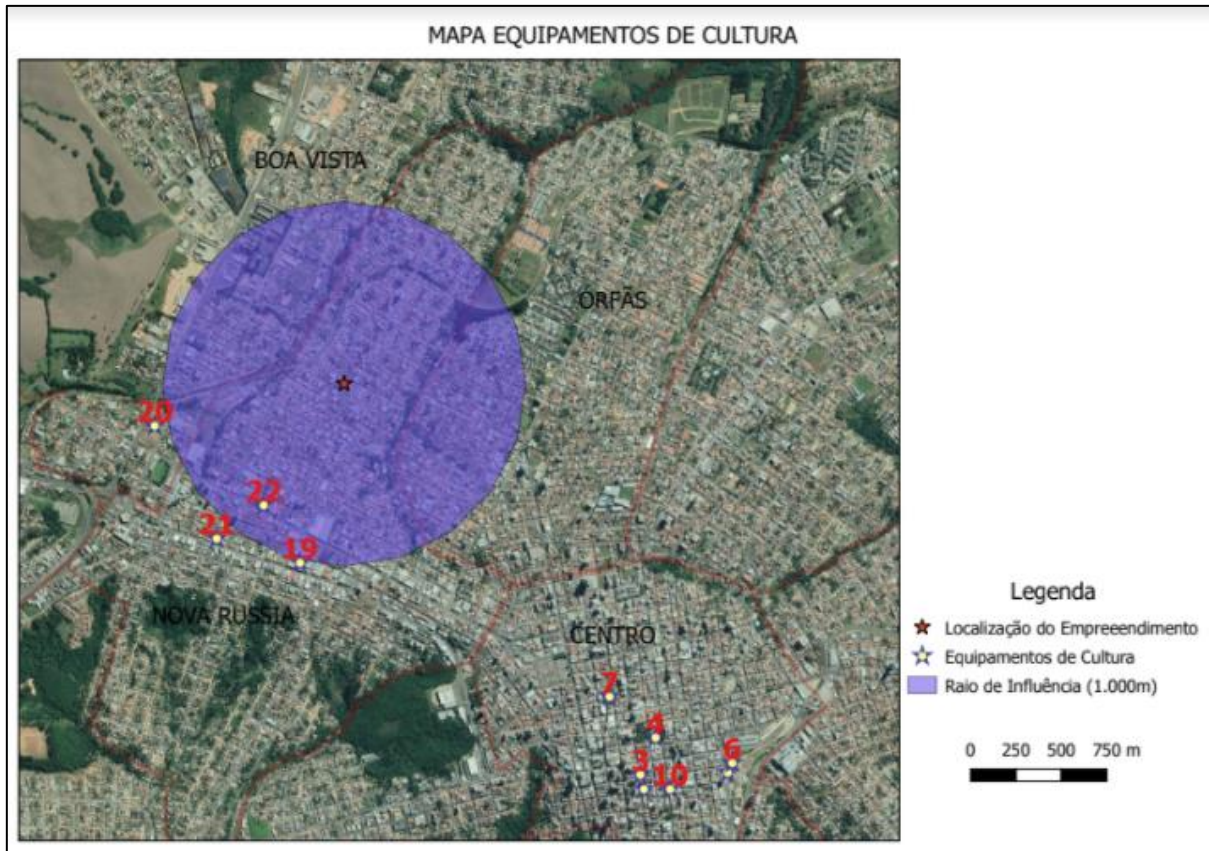 MAPA EQUIPAMENTOS DE CULTURA
BOA VISTA
ORFÃS
20
22
21
19
NOVA RUSSIA
CENTRO
7
4
6
3
10
Legenda
Localização do Empreeendimento
Equipamentos de Cultura
Raio de Influência (1.000m)
0 250 500 750 m